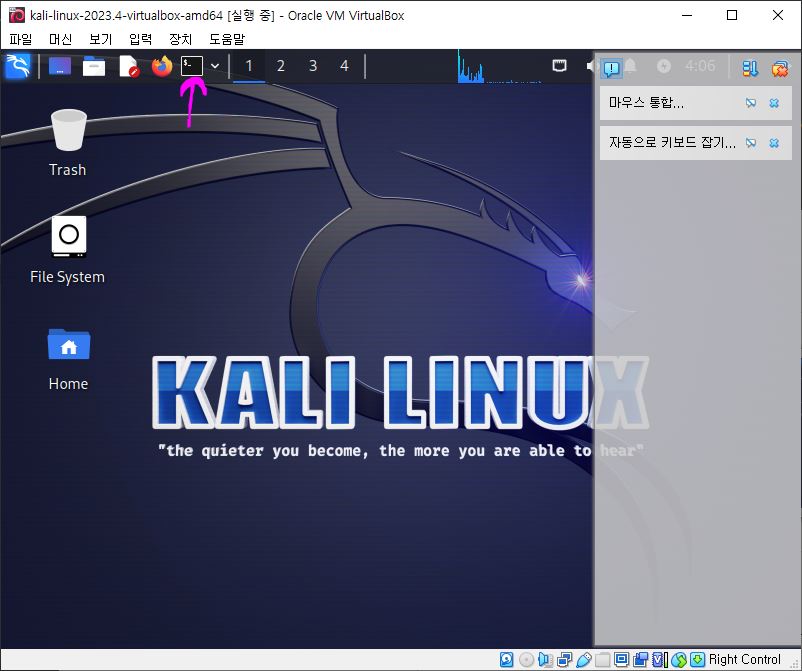 kali-linux-2023.4-virtualbox-amd64 [실행 중] - Oracle VM VirtualBox
파일 머신 보기 입력 장치 도움말
$_ 1 2 3 4 4:06
마우스 통합...
자동으로 키보드 잡기...
Trash
File System
Home
KALI LINUX
"the quieter you become, the more you are able to hear"
Right Control